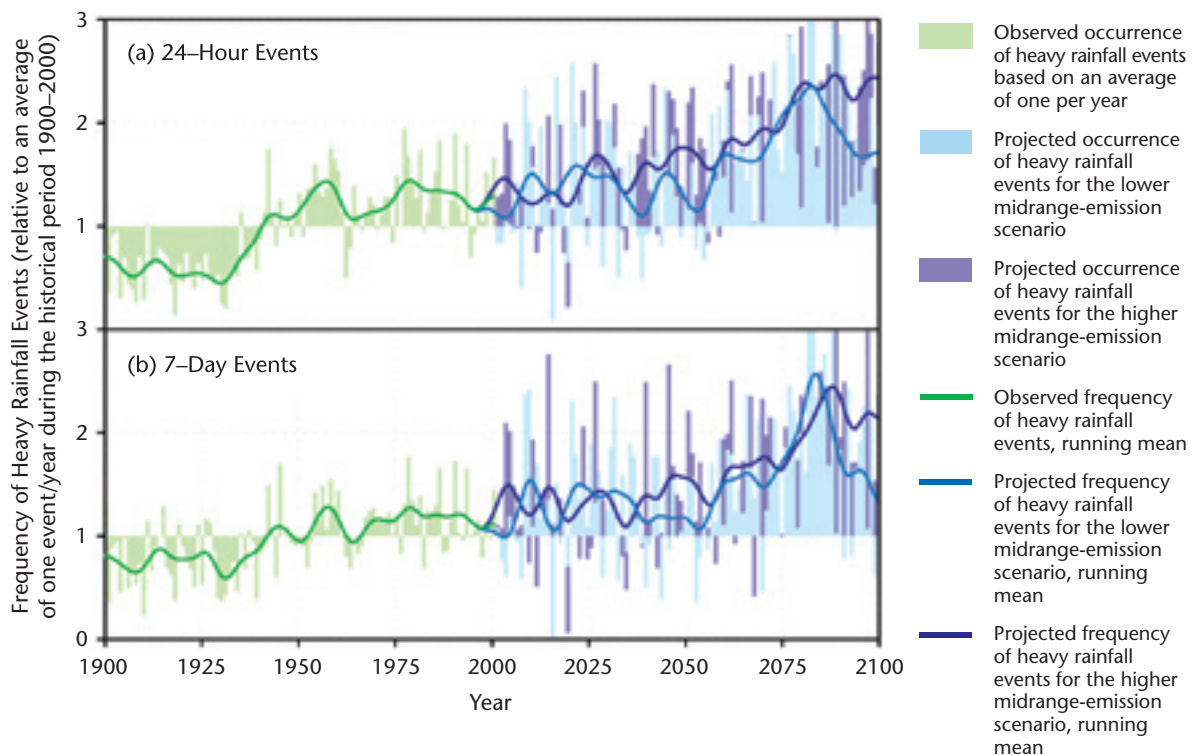 Frequency of Heavy Rainfall Events (relative to an average
of one event/year during the historical period 1900–2000)
3
(a) 24–Hour Events
2
1
3
(b) 7–Day Events
2
1
0
1900 1925 1950 1975 2000 2025 2050 2075 2100
Year
Observed occurrence
of heavy rainfall events
based on an average
of one per year
Projected occurrence
of heavy rainfall
events for the lower
midrange-emission
scenario
Projected occurrence
of heavy rainfall
events for the higher
midrange-emission
scenario
Observed frequency
of heavy rainfall
events, running mean
Projected frequency
of heavy rainfall
events for the lower
midrange-emission
scenario, running
mean
Projected frequency
of heavy rainfall
events for the higher
midrange-emission
scenario, running
mean